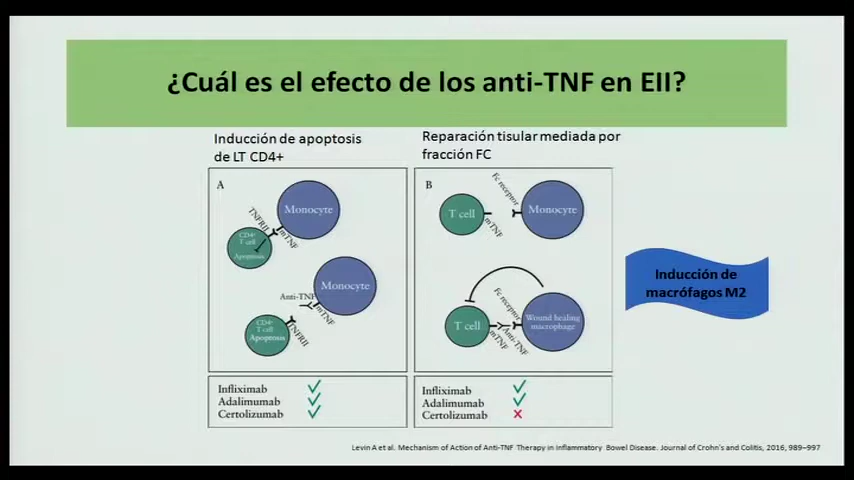 ¿Cuál es el efecto de los anti-TNF en EII?
Inducción de apoptosis
de LT CD4+
Reparación tisular mediada por
fracción FC
A
Monocyte
TNFRII
mTNF
CD4+
T cell
Apoptosis
Monocyte
Anti-TNF
mTNF
CD4+
T cell
Apoptosis
TNFRII
B
Fc receptor
T cell
Monocyte
mTNF
Fc receptor
T cell
Wound healing
macrophage
mTNF
Anti-TNF
Inducción de
macrófagos M2
Infliximab
Adalimumab
Certolizumab
Infliximab
Adalimumab
Certolizumab
Levin A et al. Mechanism of Action of Anti-TNF Therapy in Inflammatory Bowel Disease. Journal of Crohn's and Colitis, 2016, 989–997